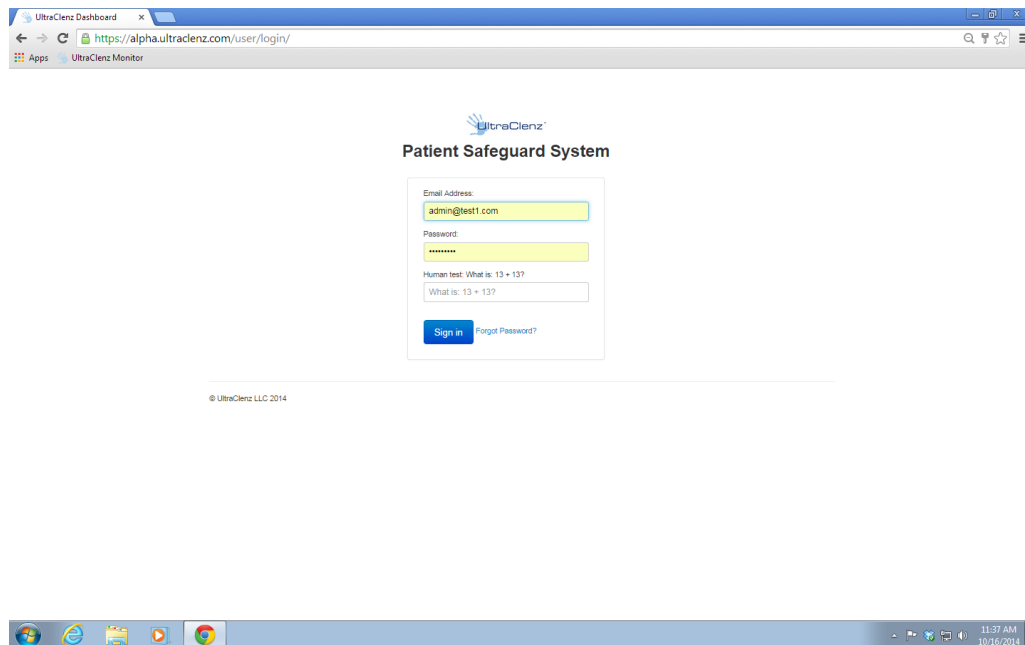 UltraClenz Dashboard
https://alpha.ultraclenz.com/user/login/
Apps UltraClenz Monitor
UltraClenz
Patient Safeguard System
Email Address:
admin@test1.com
Password:
•••••••••
Human test: What is: 13 + 13?
What is: 13 + 13?
Sign in Forgot Password?
© UltraClenz LLC 2014
11:37 AM
10/16/2014